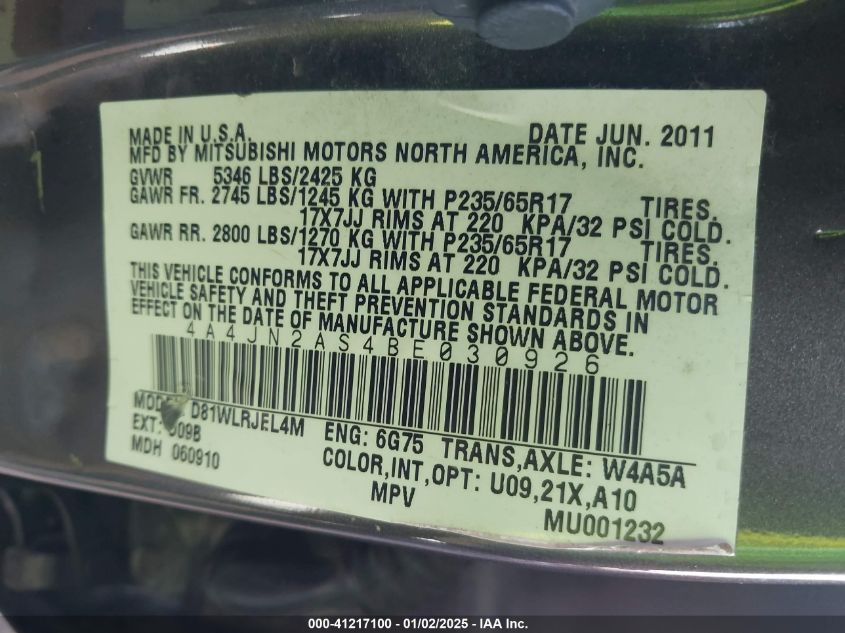 MADE IN U.S.A. DATE JUN. 2011
MFD BY MITSUBISHI MOTORS NORTH AMERICA, INC.
GVWR 5346 LBS/2425 KG
GAWR FR. 2745 LBS/1245 KG WITH P235/65R17 TIRES.
17X7JJ RIMS AT 220 KPA/32 PSI COLD.
GAWR RR. 2800 LBS/1270 KG WITH P235/65R17 TIRES.
17X7JJ RIMS AT 220 KPA/32 PSI COLD.
THIS VEHICLE CONFORMS TO ALL APPLICABLE FEDERAL MOTOR
VEHICLE SAFETY AND THEFT PREVENTION STANDARDS IN
EFFECT ON THE DATE OF MANUFACTURE SHOWN ABOVE.
4A4JN2AS4BE030926
D81WLRJEL4M
EXT: ENG: 6G75 TRANS,AXLE: W4A5A
MDH 060910 COLOR,INT,OPT: U09,21X,A10
MPV MU001232
000-41217100 - 01/02/2025 - IAA Inc.